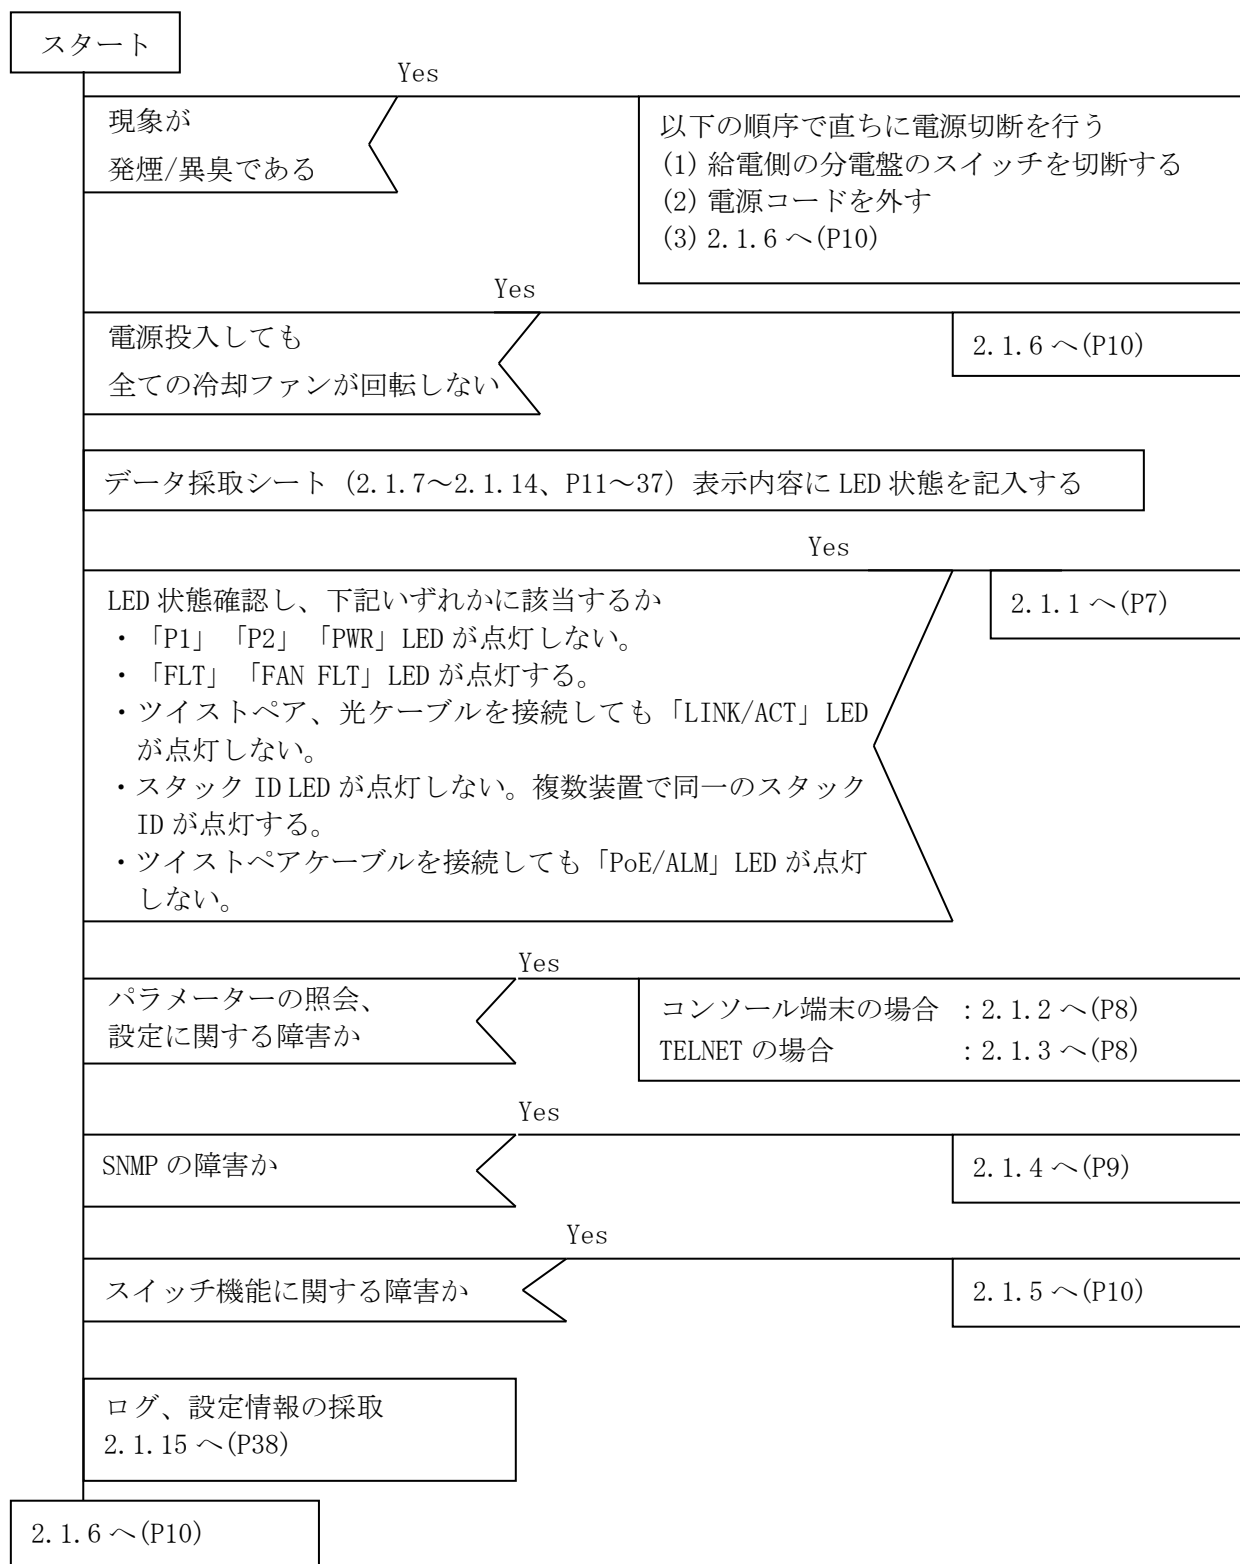 スタート
Yes
現象が
発煙/異臭である
以下の順序で直ちに電源切断を行う
(1) 給電側の分電盤のスイッチを切断する
(2) 電源コードを外す
(3) 2.1.6 へ(P10)
Yes
電源投入しても
全ての冷却ファンが回転しない
2.1.6 へ(P10)
データ採取シート（2.1.7～2.1.14、P11～37）表示内容に LED 状態を記入する
Yes
LED 状態確認し、下記いずれかに該当するか
・「P1」「P2」「PWR」LED が点灯しない。
・「FLT」「FAN FLT」LED が点灯する。
・ツイストペア、光ケーブルを接続しても「LINK/ACT」LED
が点灯しない。
・スタック ID LED が点灯しない。複数装置で同一のスタック
ID が点灯する。
・ツイストペアケーブルを接続しても「PoE/ALM」LED が点灯
しない。
2.1.1 へ(P7)
Yes
パラメーターの照会、
設定に関する障害か
コンソール端末の場合 ：2.1.2 へ(P8)
TELNET の場合 ：2.1.3 へ(P8)
Yes
SNMP の障害か
2.1.4 へ(P9)
Yes
スイッチ機能に関する障害か
2.1.5 へ(P10)
ログ、設定情報の採取
2.1.15 へ(P38)
2.1.6 へ(P10)